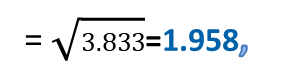 = √3.833=1.958,